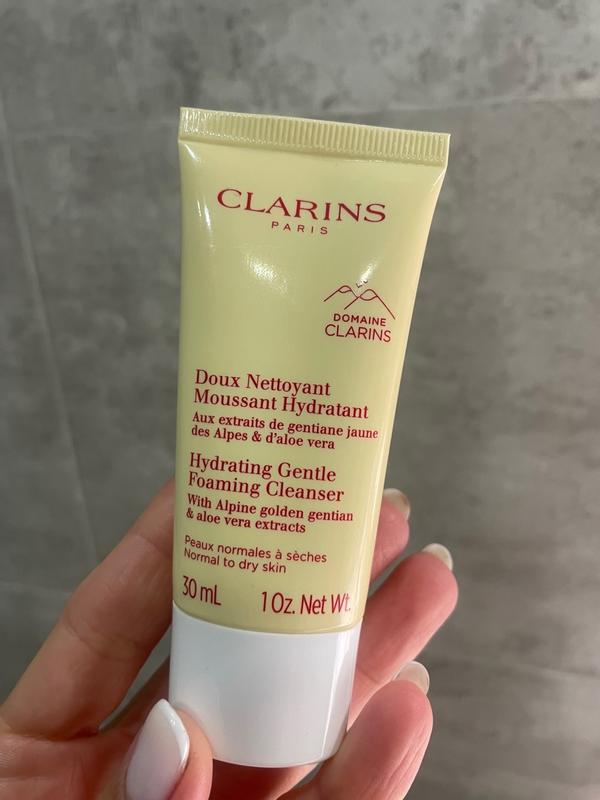 CLARINS
PARIS
DOMAINE
CLARINS
Doux Nettoyant
Moussant Hydratant
Aux extraits de gentiane jaune
des Alpes & d'aloe vera
Hydrating Gentle
Foaming Cleanser
With Alpine golden gentian
& aloe vera extracts
Peaux normales à sèches
Normal to dry skin
30 mL 1 Oz. Net Wt.